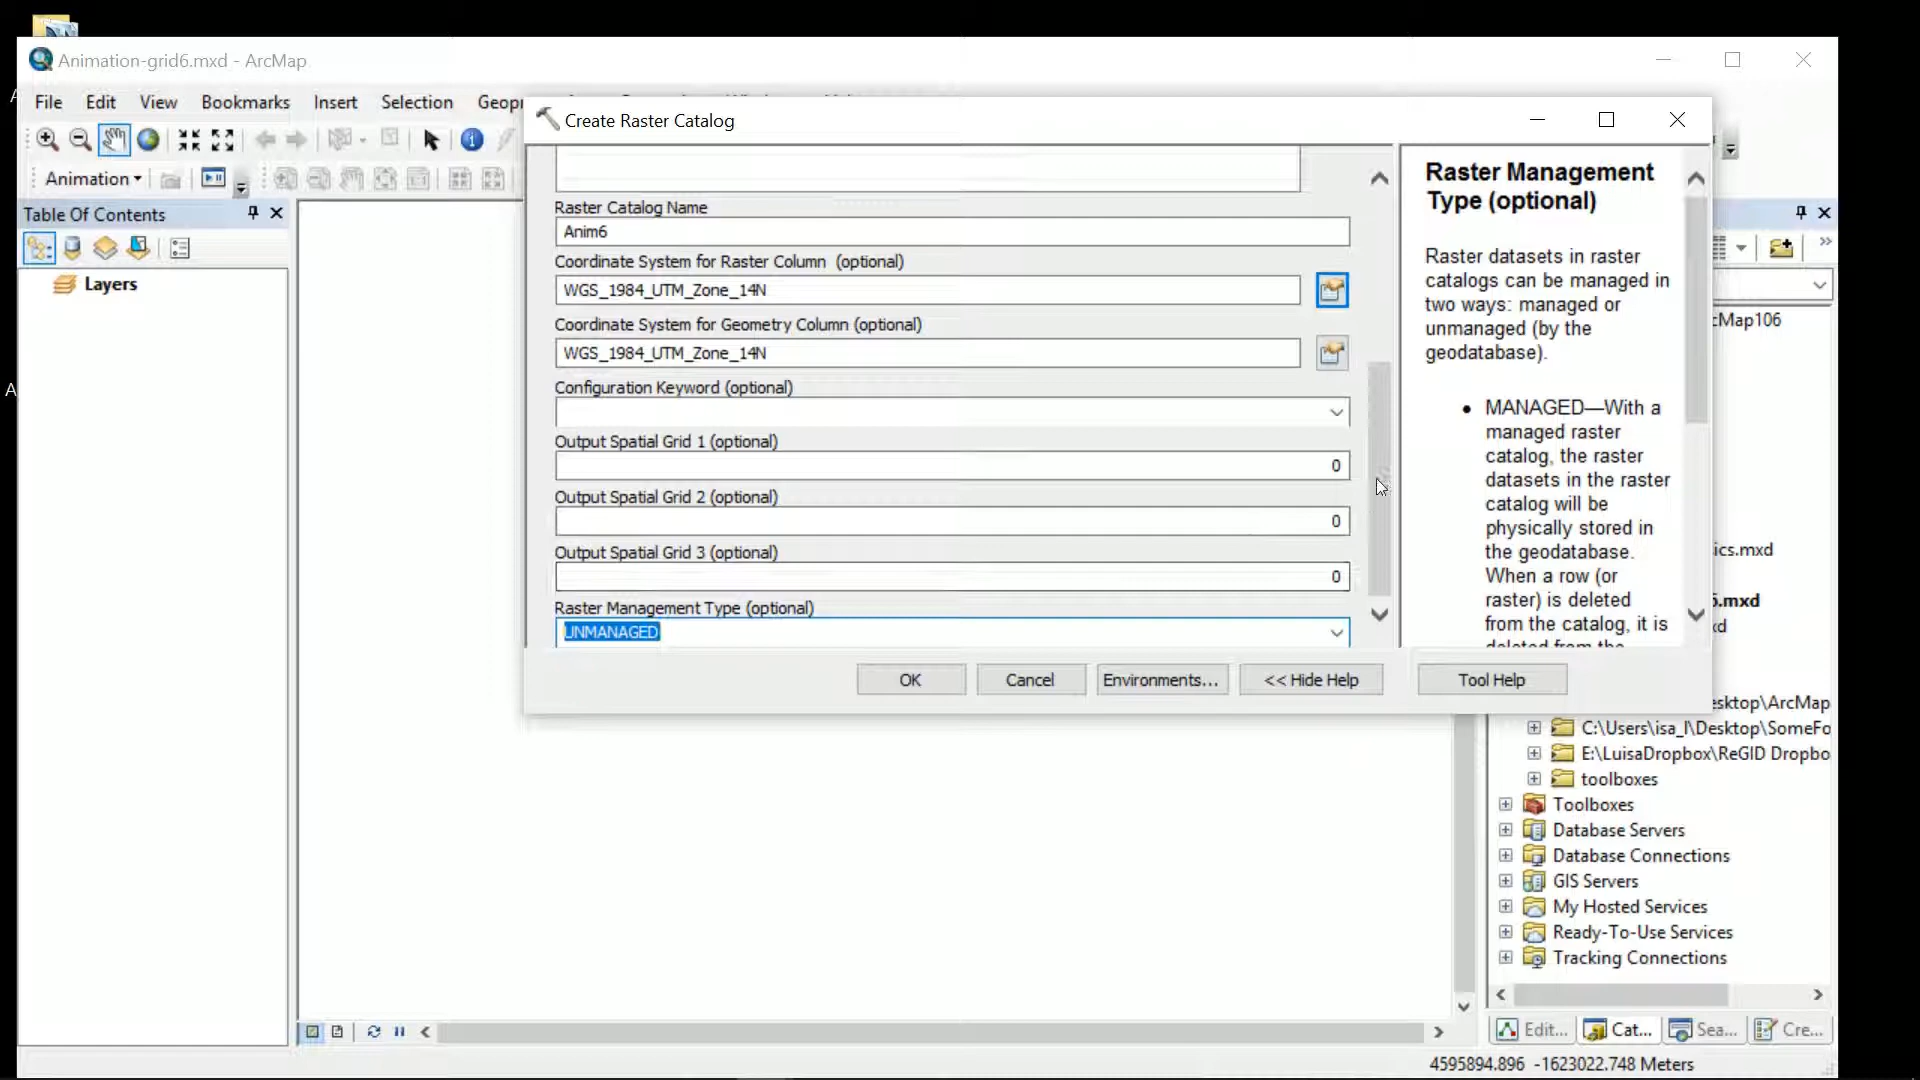 Animation-grid6.mxd - ArcMap
File Edit View Bookmarks Insert Selection
Create Raster Catalog
Animation
Table Of Contents
Layers
Raster Catalog Name
Anim6
Coordinate System for Raster Column (optional)
WGS_1984_UTM_Zone_14N
Coordinate System for Geometry Column (optional)
WGS_1984_UTM_Zone_14N
Configuration Keyword (optional)
Output Spatial Grid 1 (optional)
0
Output Spatial Grid 2 (optional)
0
Output Spatial Grid 3 (optional)
0
Raster Management Type (optional)
UNMANAGED
OK Cancel Environments... << Hide Help Tool Help
Raster Management
Type (optional)
Raster datasets in raster
catalogs can be managed in
two ways: managed or
unmanaged (by the
geodatabase).
• MANAGED—With a
managed raster
catalog, the raster
datasets in the raster
catalog will be
physically stored in
the geodatabase.
When a row (or
raster) is deleted
from the catalog, it is
deleted from the
cMap106
ics.mxd
.mxd
xd
esktop\ArcMap
C:\Users\isa_l\Desktop\SomeFo
E:\LuisaDropbox\ReGID Dropbo
toolboxes
Toolboxes
Database Servers
Database Connections
GIS Servers
My Hosted Services
Ready-To-Use Services
Tracking Connections
Edit... Cat... Sea... Cre...
4595894.896 -1623022.748 Meters